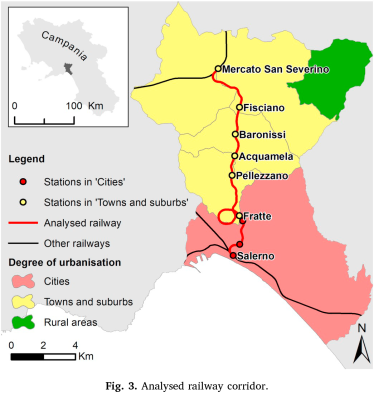 Campania
0 100 Km
Mercato San Severino
Fisciano
Baronissi
Acquamela
Pellezzano
Fratte
Salerno
Legend
Stations in 'Cities'
Stations in 'Towns and suburbs'
Analysed railway
Other railways
Degree of urbanisation
Cities
Towns and suburbs
Rural areas
0 2 4
Km
N
Fig. 3. Analysed railway corridor.